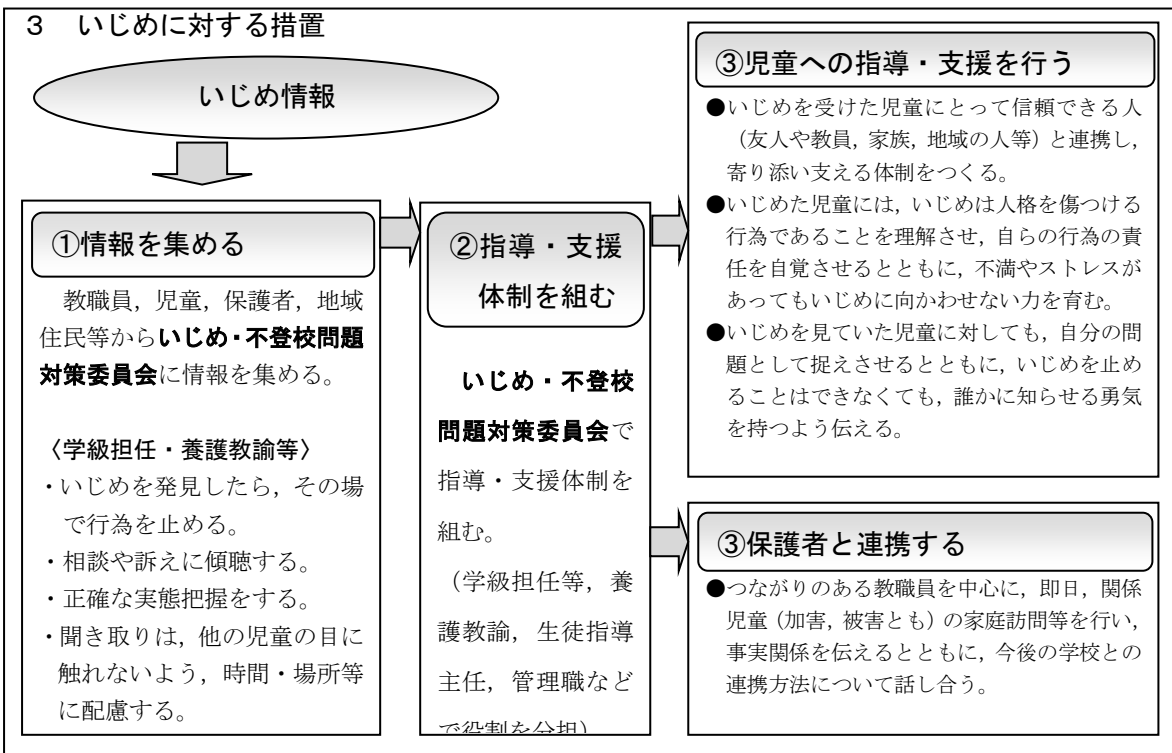 ３　いじめに対する措置
いじめ情報
①情報を集める
教職員，児童，保護者，地域
住民等からいじめ・不登校問題
対策委員会に情報を集める。
〈学級担任・養護教諭等〉
・いじめを発見したら，その場
で行為を止める。
・相談や訴えに傾聴する。
・正確な実態把握をする。
・聞き取りは，他の児童の目に
触れないよう，時間・場所等
に配慮する。
②指導・支援
体制を組む
いじめ・不登校
問題対策委員会で
指導・支援体制を
組む。
（学級担任等，養
護教諭，生徒指導
主任，管理職など
で役割を分担）
③児童への指導・支援を行う
●いじめを受けた児童にとって信頼できる人
（友人や教員，家族，地域の人等）と連携し，
寄り添い支える体制をつくる。
●いじめた児童には，いじめは人格を傷つける
行為であることを理解させ，自らの行為の責
任を自覚させるとともに，不満やストレスが
あってもいじめに向かわせない力を育む。
●いじめを見ていた児童に対しても，自分の問
題として捉えさせるとともに，いじめを止め
ることはできなくても，誰かに知らせる勇気
を持つよう伝える。
③保護者と連携する
●つながりのある教職員を中心に，即日，関係
児童（加害，被害とも）の家庭訪問等を行い，
事実関係を伝えるとともに，今後の学校との
連携方法について話し合う。